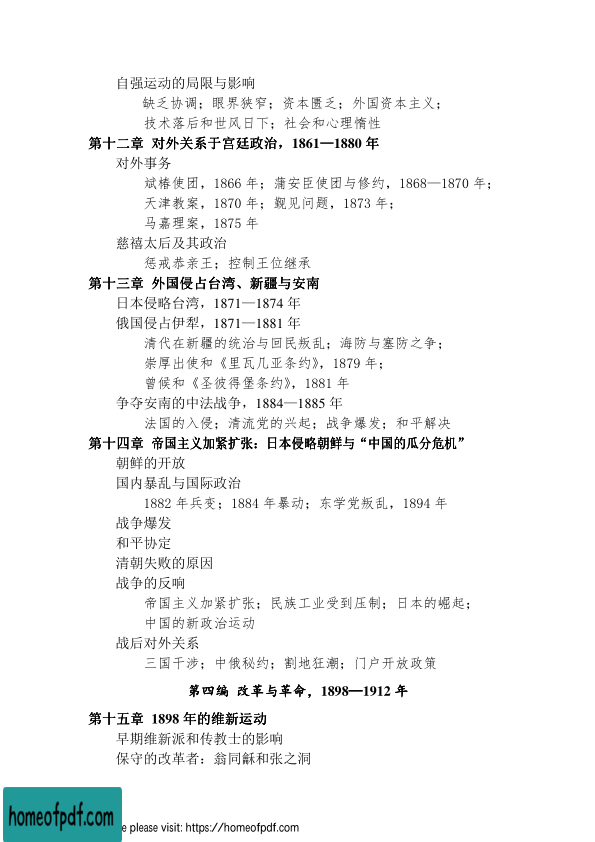 自强运动的局限与影响
缺乏协调；眼界狭窄；资本匮乏；外国资本主义；
技术落后和世风日下；社会和心理惰性
第十二章 对外关系于宫廷政治，1861—1880 年
对外事务
斌椿使团，1866 年；蒲安臣使团与修约，1868—1870 年；
天津教案，1870 年；觐见问题，1873 年；
马嘉理案，1875 年
慈禧太后及其政治
惩戒恭亲王；控制王位继承
第十三章 外国侵占台湾、新疆与安南
日本侵略台湾，1871—1874 年
俄国侵占伊犁，1871—1881 年
清代在新疆的统治与回民叛乱；海防与塞防之争；
崇厚出使和《里瓦几亚条约》，1879 年；
曾候和《圣彼得堡条约》，1881 年
争夺安南的中法战争，1884—1885 年
法国的入侵；清流党的兴起；战争爆发；和平解决
第十四章 帝国主义加紧扩张：日本侵略朝鲜与“中国的瓜分危机”
朝鲜的开放
国内暴乱与国际政治
1882 年兵变；1884 年暴动；东学党叛乱，1894 年
战争爆发
和平协定
清朝失败的原因
战争的反响
帝国主义加紧扩张；民族工业受到压制；日本的崛起；
中国的新政治运动
战后对外关系
三国干涉；中俄秘约；割地狂潮；门户开放政策
第四编 改革与革命，1898—1912 年
第十五章 1898 年的维新运动
早期维新派和传教士的影响
保守的改革者：翁同龢和张之洞
homeofpdf.com
please visit: https://homeofpdf.com